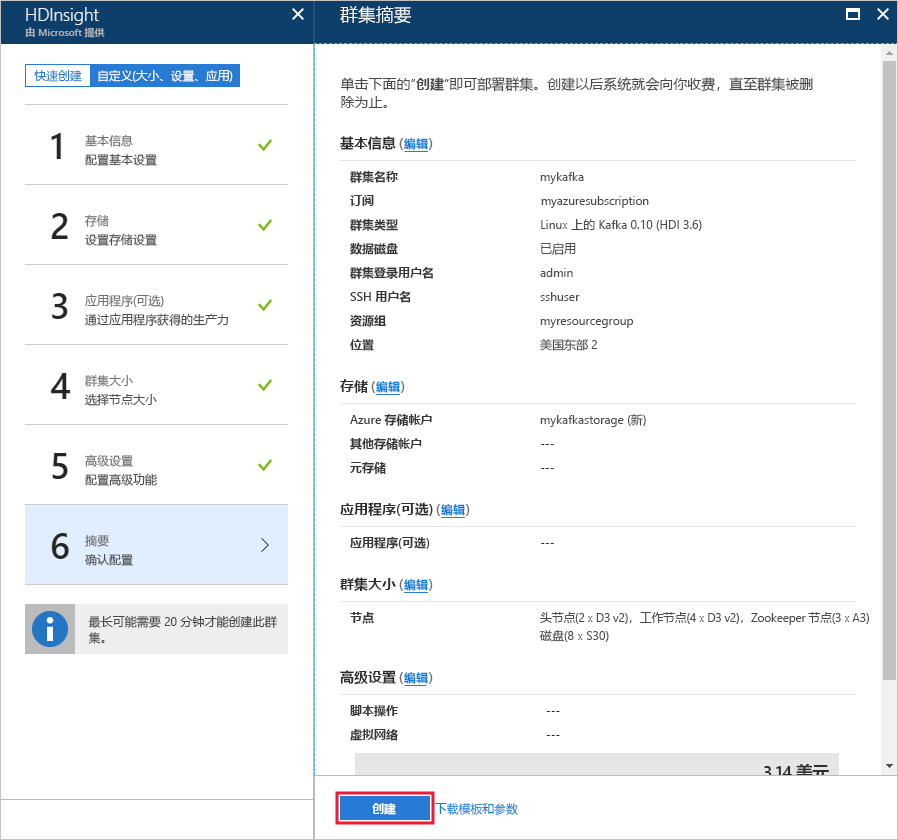 HDInsight
由 Microsoft 提供
快速创建 自定义(大小、设置、应用)
1 基本信息
配置基本设置
2 存储
设置存储设置
3 应用程序(可选)
通过应用程序获得的生产力
4 群集大小
选择节点大小
5 高级设置
配置高级功能
6 摘要
确认配置
最长可能需要 20 分钟才能创建此群
集。
群集摘要
单击下面的“创建”即可部署群集。创建以后系统就会向你收费，直至群集被删
除为止。
基本信息 (编辑)
群集名称 mykafka
订阅 myazuresubscription
群集类型 Linux 上的 Kafka 0.10 (HDI 3.6)
数据磁盘 已启用
群集登录用户名 admin
SSH 用户名 sshuser
资源组 myresourcegroup
位置 美国东部 2
存储 (编辑)
Azure 存储帐户 mykafkastorage (新)
其他存储帐户 ---
元存储 ---
应用程序(可选) (编辑)
应用程序(可选) ---
群集大小 (编辑)
节点 头节点(2 x D3 v2)，工作节点(4 x D3 v2)，Zookeeper 节点(3 x A3)
磁盘(8 x S30)
高级设置 (编辑)
脚本操作 ---
虚拟网络 ---
3.14 美元
创建 下载模板和参数